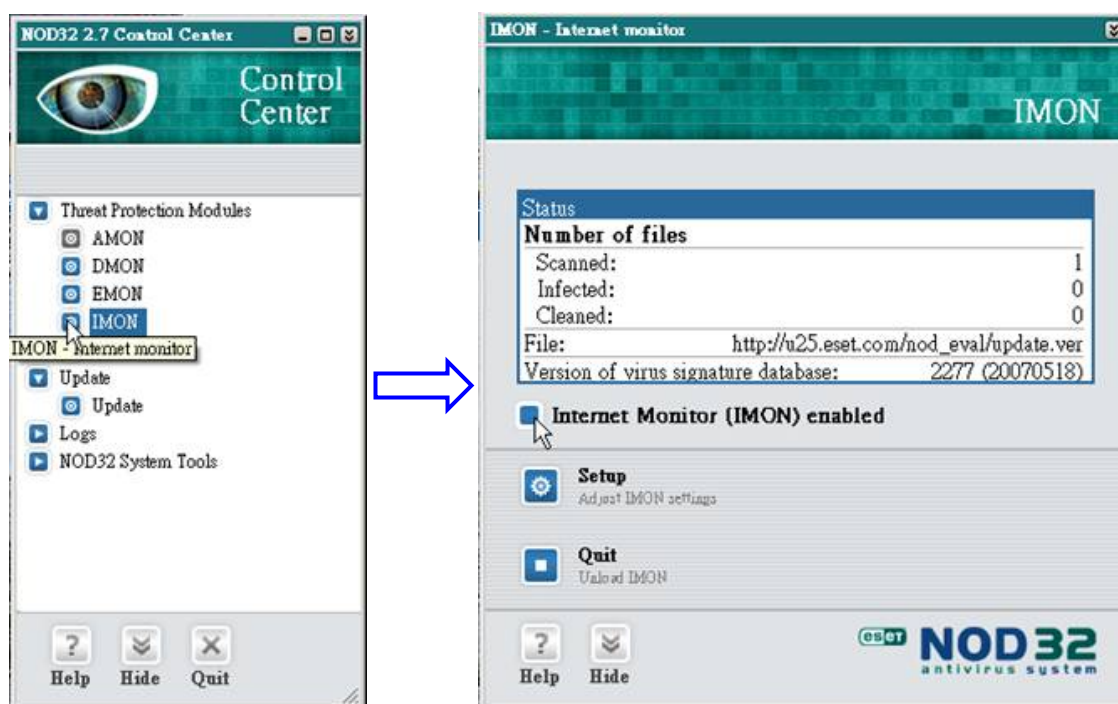 NOD32 2.7 Control Center
Control
Center
Threat Protection Modules
AMON
DMON
EMON
IMON
IMON - Internet monitor
Update
Update
Logs
NOD32 System Tools
Help Hide Quit
IMON - Internet monitor
IMON
Status
Number of files
Scanned: 1
Infected: 0
Cleaned: 0
File: http://u25.eset.com/nod_eval/update.ver
Version of virus signature database: 2277 (20070518)
Internet Monitor (IMON) enabled
Setup
Adjust IMON settings
Quit
Unload IMON
Help Hide
eset NOD32
antivirus system